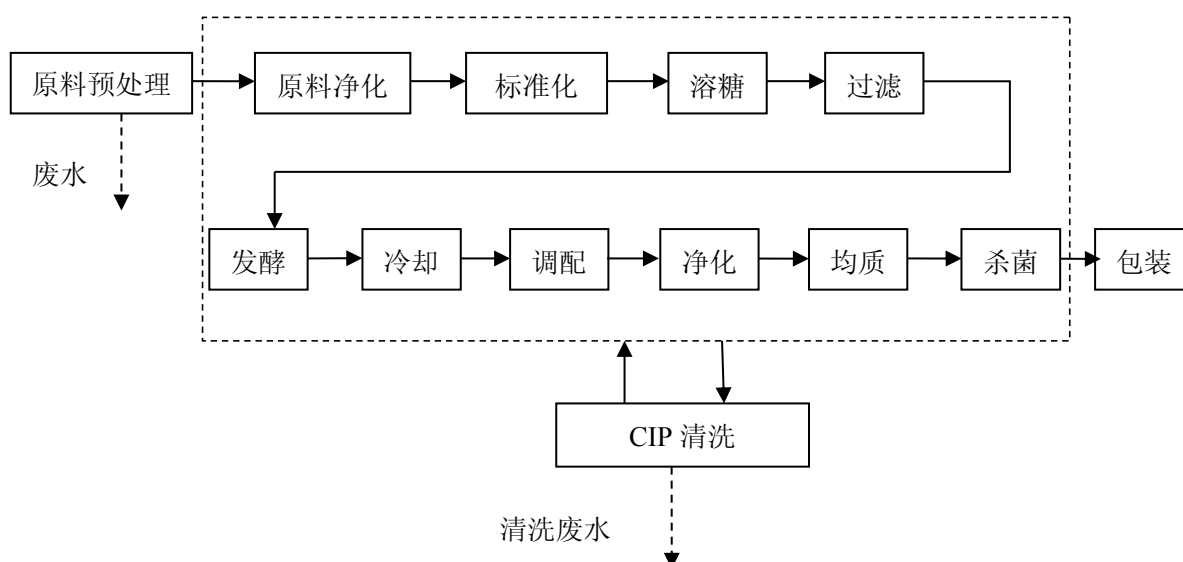 原料预处理
原料净化
标准化
溶糖
过滤
废水
发酵
冷却
调配
净化
均质
杀菌
包装
CIP 清洗
清洗废水